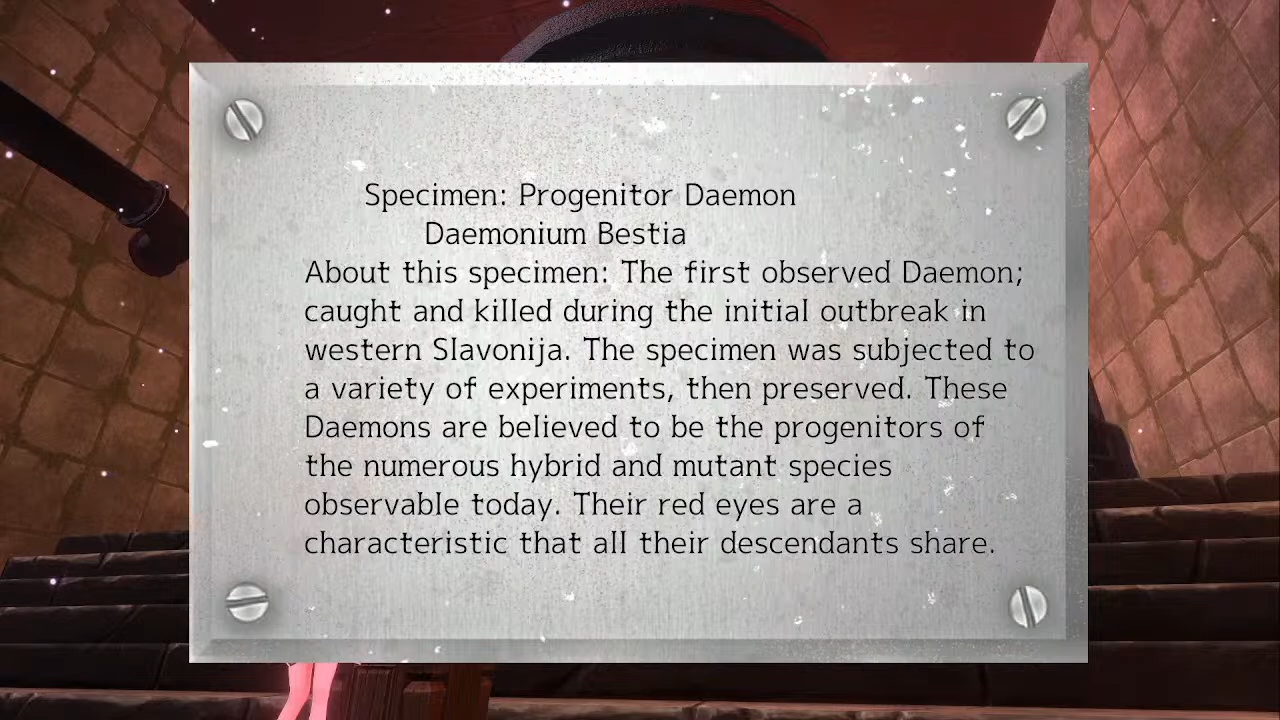 Specimen: Progenitor Daemon
Daemonium Bestia
About this specimen: The first observed Daemon;
caught and killed during the initial outbreak in
western Slavonija. The specimen was subjected to
a variety of experiments, then preserved. These
Daemons are believed to be the progenitors of
the numerous hybrid and mutant species
observable today. Their red eyes are a
characteristic that all their descendants share.